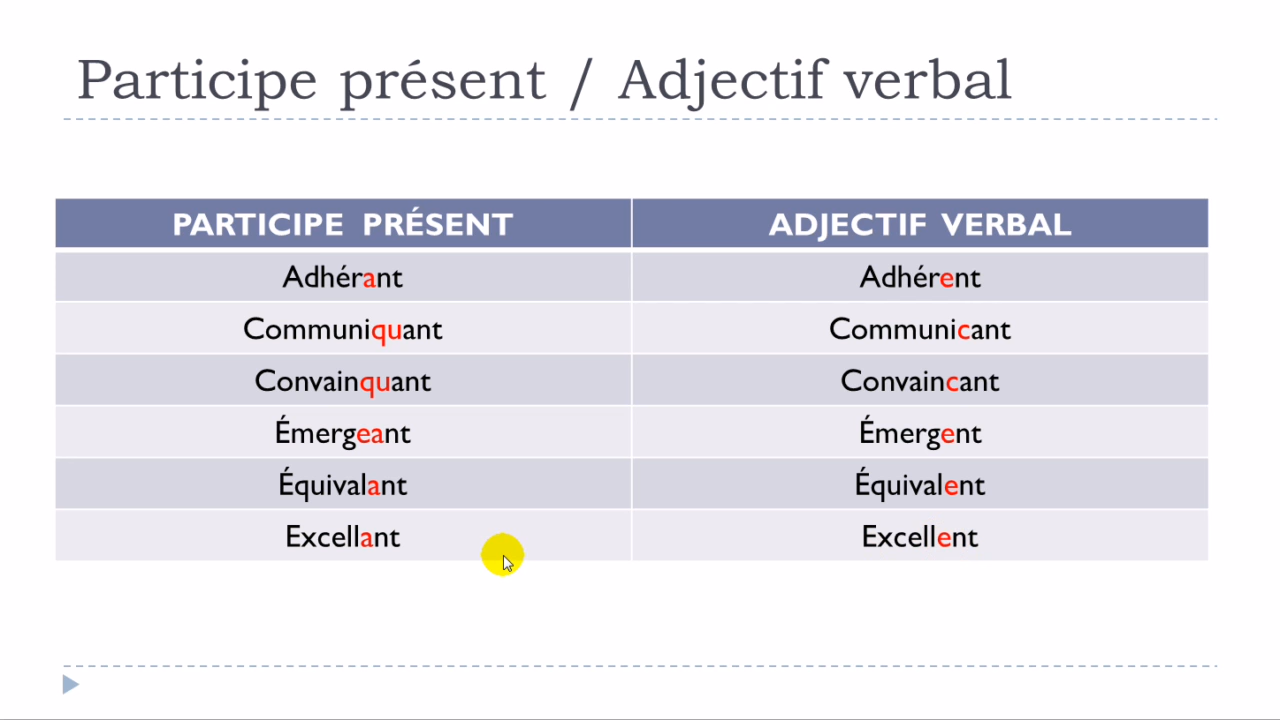 Participe présent / Adjectif verbal
PARTICIPE PRÉSENT ADJECTIF VERBAL
Adhérant Adhérent
Communiquant Communicant
Convainquant Convaincant
Émergeant Émergent
Équivalant Équivalent
Excellant Excellent